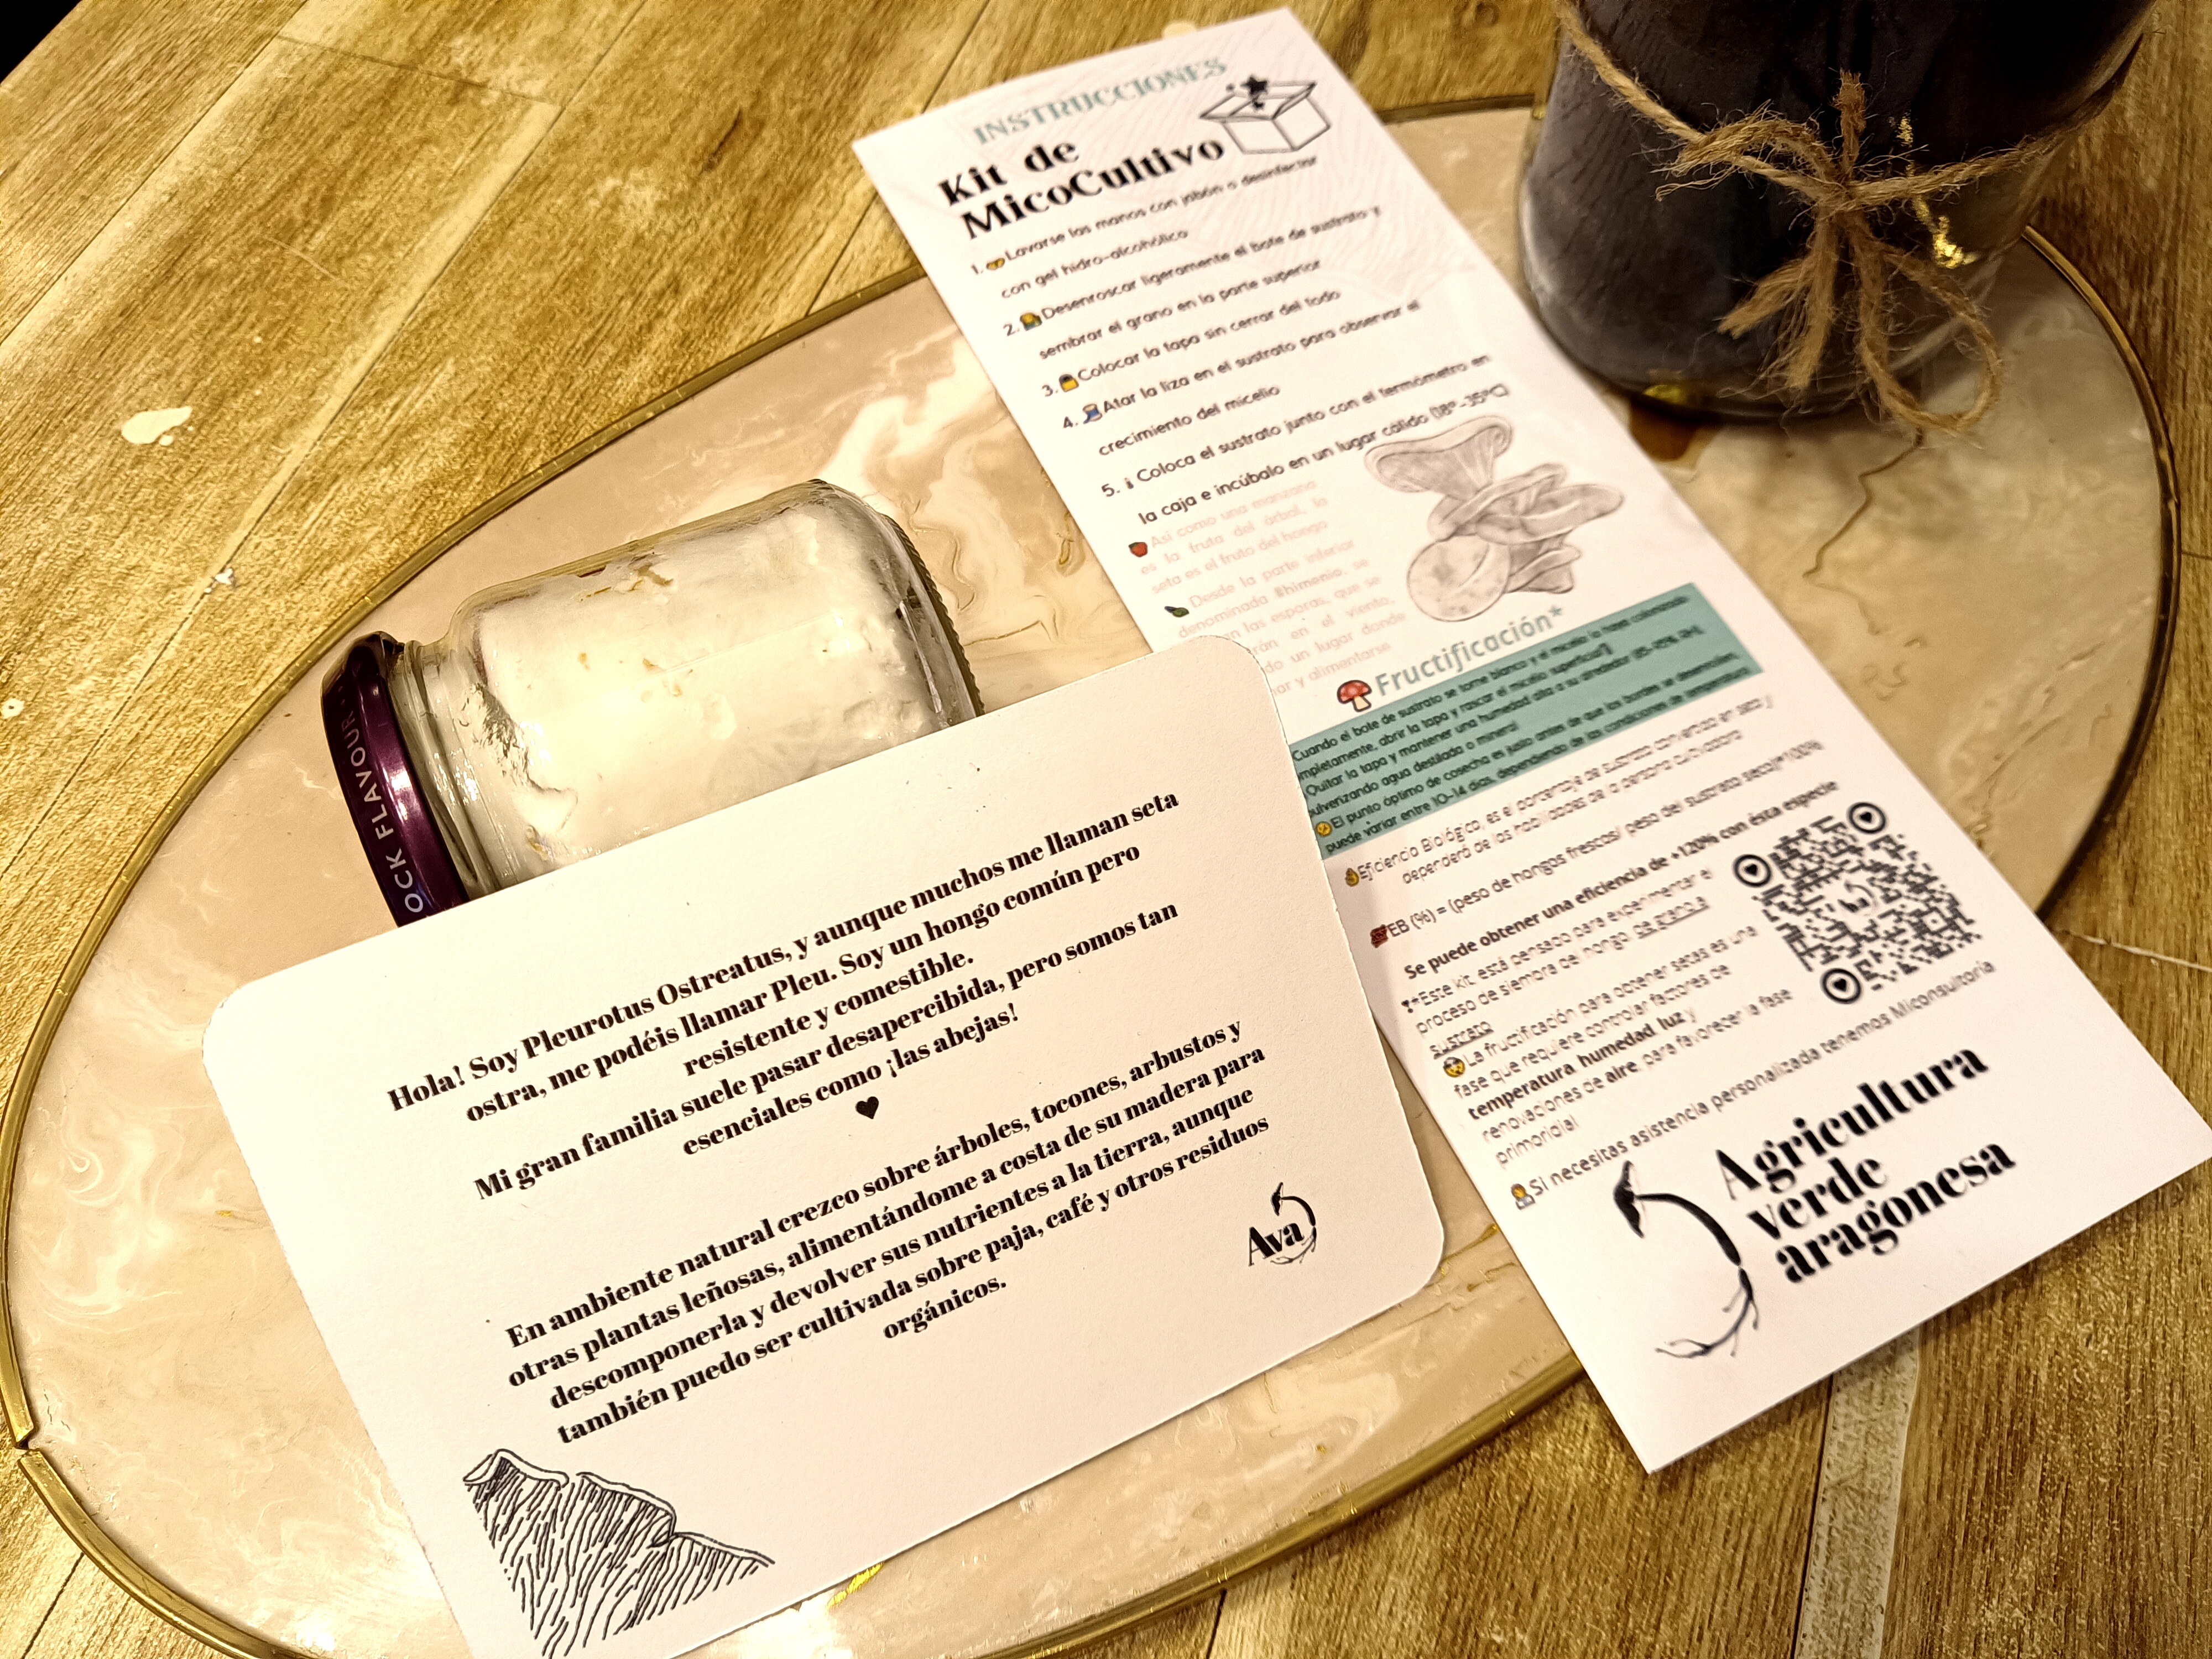 INSTRUCCIONES
Kit de
MicoCultivo
1. Lavarse las manos con jabón o desinfectar
con gel hidro-alcohólico
2. Desenroscar ligeramente el bote de sustrato y
sembrar el grano en la parte superior
3. Colocar la tapa sin cerrar del todo
4. Atar la liza en el sustrato para observar el
crecimiento del micelio
5. Coloca el sustrato junto con el termómetro en
la caja e incúbalo en un lugar cálido (18º-35ºC)
Así como una manzana
es la fruta del árbol, la
seta es el fruto del hongo
Desde la parte inferior
denominada #himenio, se
n las esporas, que se
rán en el viento,
do un lugar donde
ar y alimentarse
Fructificación*
Cuando el bote de sustrato se torne blanco y el micelio lo haya colonizado
mpletamente, abrir la tapa y rascar el micelio superficial
Quitar la tapa y mantener una humedad alta a su alrededor
ulverizando agua destilada o mineral
El punto óptimo de cosecha es justo antes de que los bordes se
puede variar entre 10-14 días, dependiendo de las condiciones de temperatura
Eficiencia Biológica, es el porcentaje de sustrato convertido en seta y
dependerá de las habilidades de la persona cultivadora
EB (%) = (peso de hongos frescos/ peso del sustrato seco)*100%
Se puede obtener una eficiencia de +120% con ésta especie
Este kit, está pensado para experimentar el
proceso de siembra de hongo, de grano a
sustrato
La fructificación para obtener setas es una
fase que requiere controlar factores de
temperatura, humedad, luz y
renovaciones de aire, para favorecer la fase
primordial
Si necesitas asistencia personalizada tenemos Miconsultoría
Agricultura
verde
aragonesa
OCK FLAVOUR
Hola! Soy Pleurotus Ostreatus, y aunque muchos me llaman seta
ostra, me podéis llamar Pleu. Soy un hongo común pero
resistente y comestible.
Mi gran familia suele pasar desapercibida, pero somos tan
esenciales como ¡las abejas!
♥
En ambiente natural crezco sobre árboles, tocones, arbustos y
otras plantas leñosas, alimentándome a costa de su madera para
descomponerla y devolver sus nutrientes a la tierra, aunque
también puedo ser cultivada sobre paja, café y otros residuos
orgánicos.
Ava